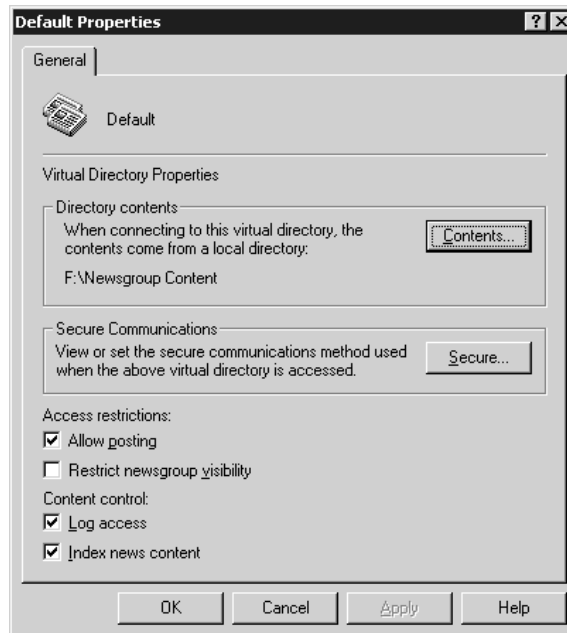 Default Properties
General
Default
Virtual Directory Properties
Directory contents
When connecting to this virtual directory, the
contents come from a local directory:
Contents...
F:\Newsgroup Content
Secure Communications
View or set the secure communications method used
when the above virtual directory is accessed.
Secure...
Access restrictions:
Allow posting
Restrict newsgroup visibility
Content control:
Log access
Index news content
OK
Cancel
Apply
Help